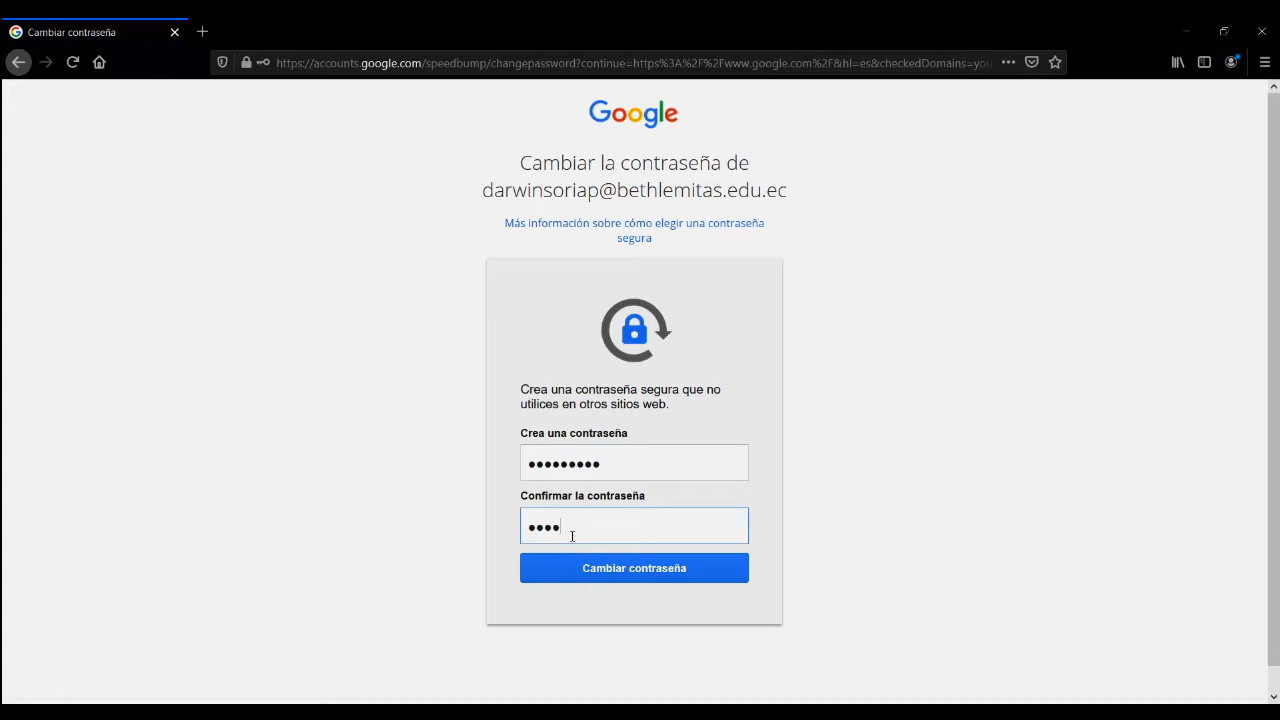 Cambiar contraseña
https://accounts.google.com/speedbump/changepassword?continue=https%3A%2F%2Fwww.google.com%2F&hl=es&checkedDomains=you
Google
Cambiar la contraseña de
darwinsoriap@bethlemitas.edu.ec
Más información sobre cómo elegir una contraseña
segura
Crea una contraseña segura que no
utilices en otros sitios web.
Crea una contraseña
•••••••••
Confirmar la contraseña
••••
Cambiar contraseña